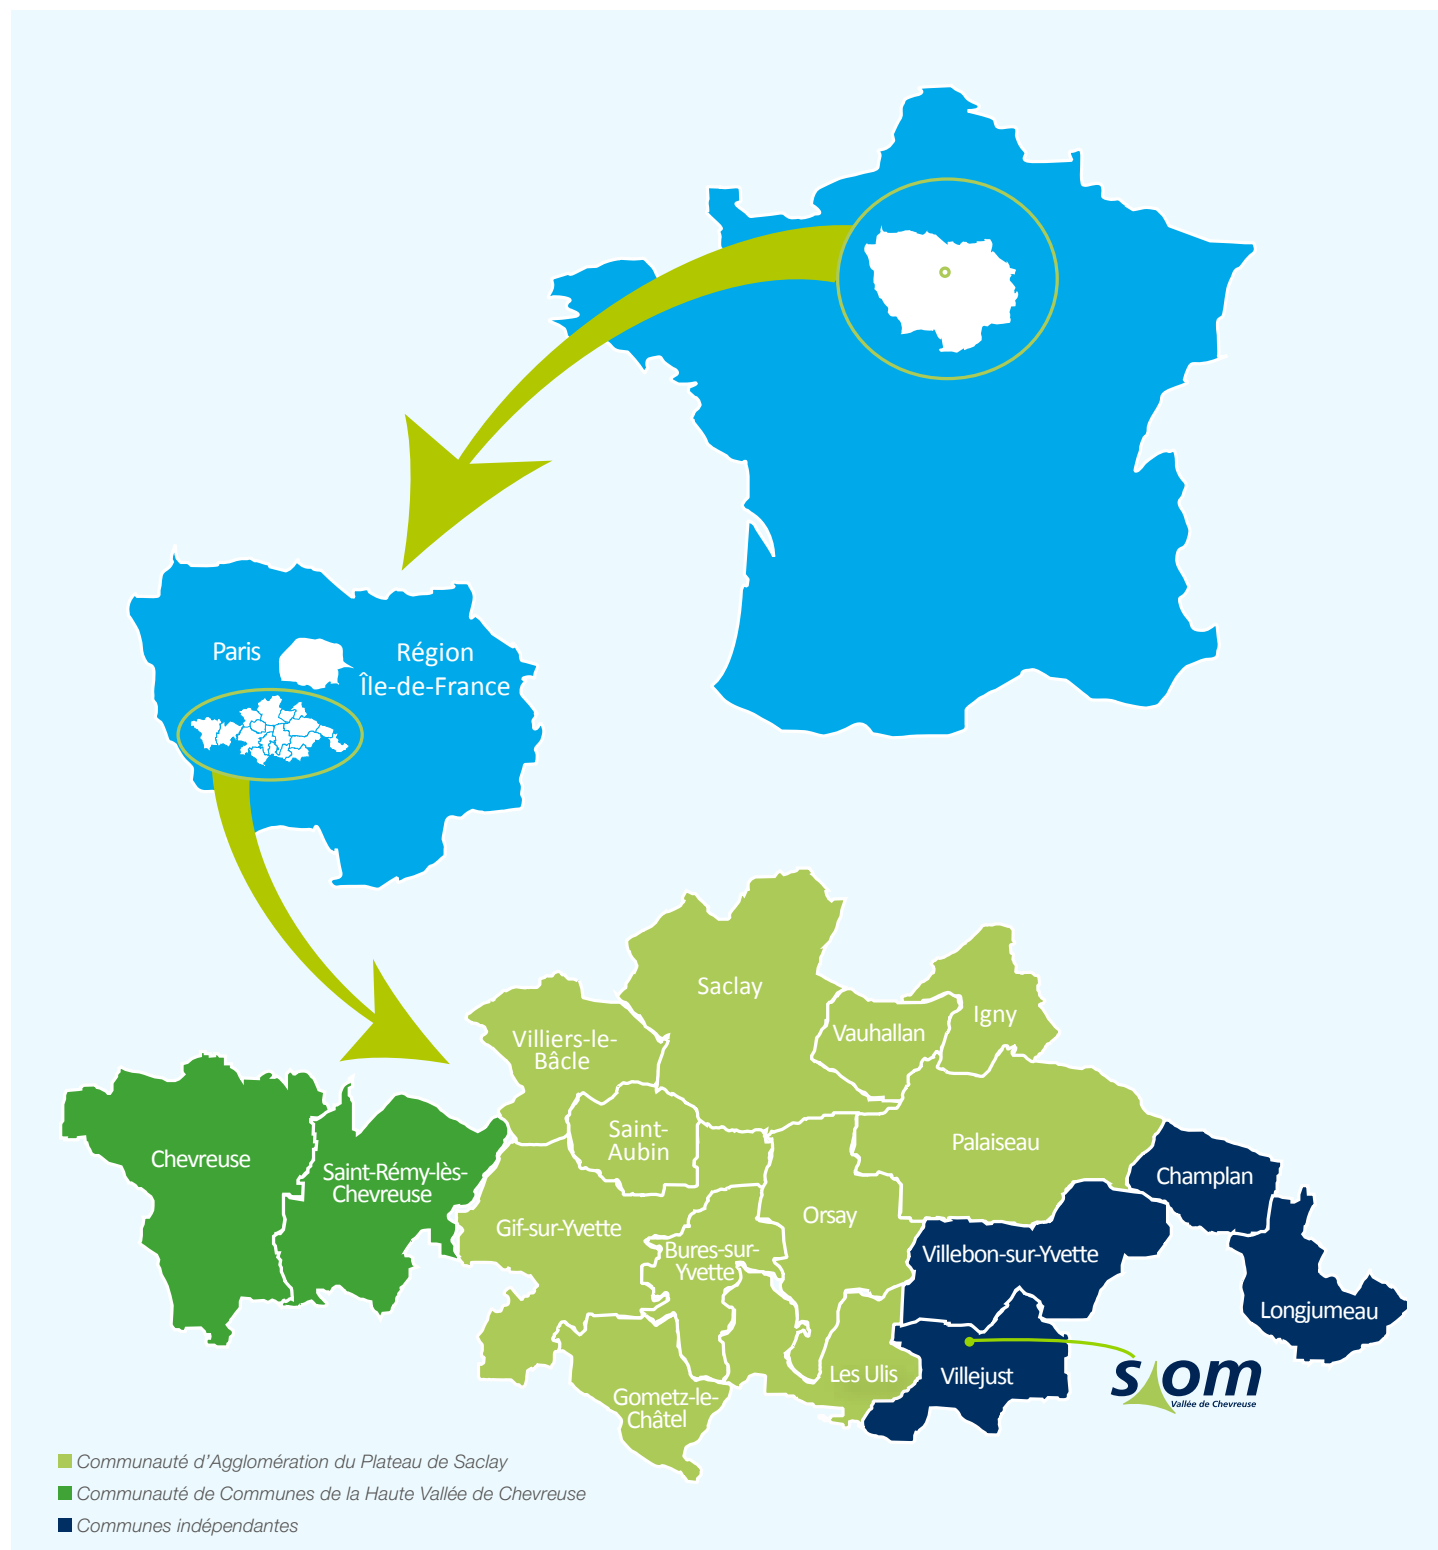 Paris
Région
Île-de-France
Saclay
Igny
Vauhallan
Villiers-le-
Bâcle
Saint-
Aubin
Palaiseau
Chevreuse
Saint-Rémy-lès-
Chevreuse
Champlan
Gif-sur-Yvette
Orsay
Bures-sur-
Yvette
Villebon-sur-Yvette
Longjumeau
Les Ulis
Villejust
siom
Vallée de Chevreuse
Gometz-le-
Châtel
Communauté d'Agglomération du Plateau de Saclay
Communauté de Communes de la Haute Vallée de Chevreuse
Communes indépendantes